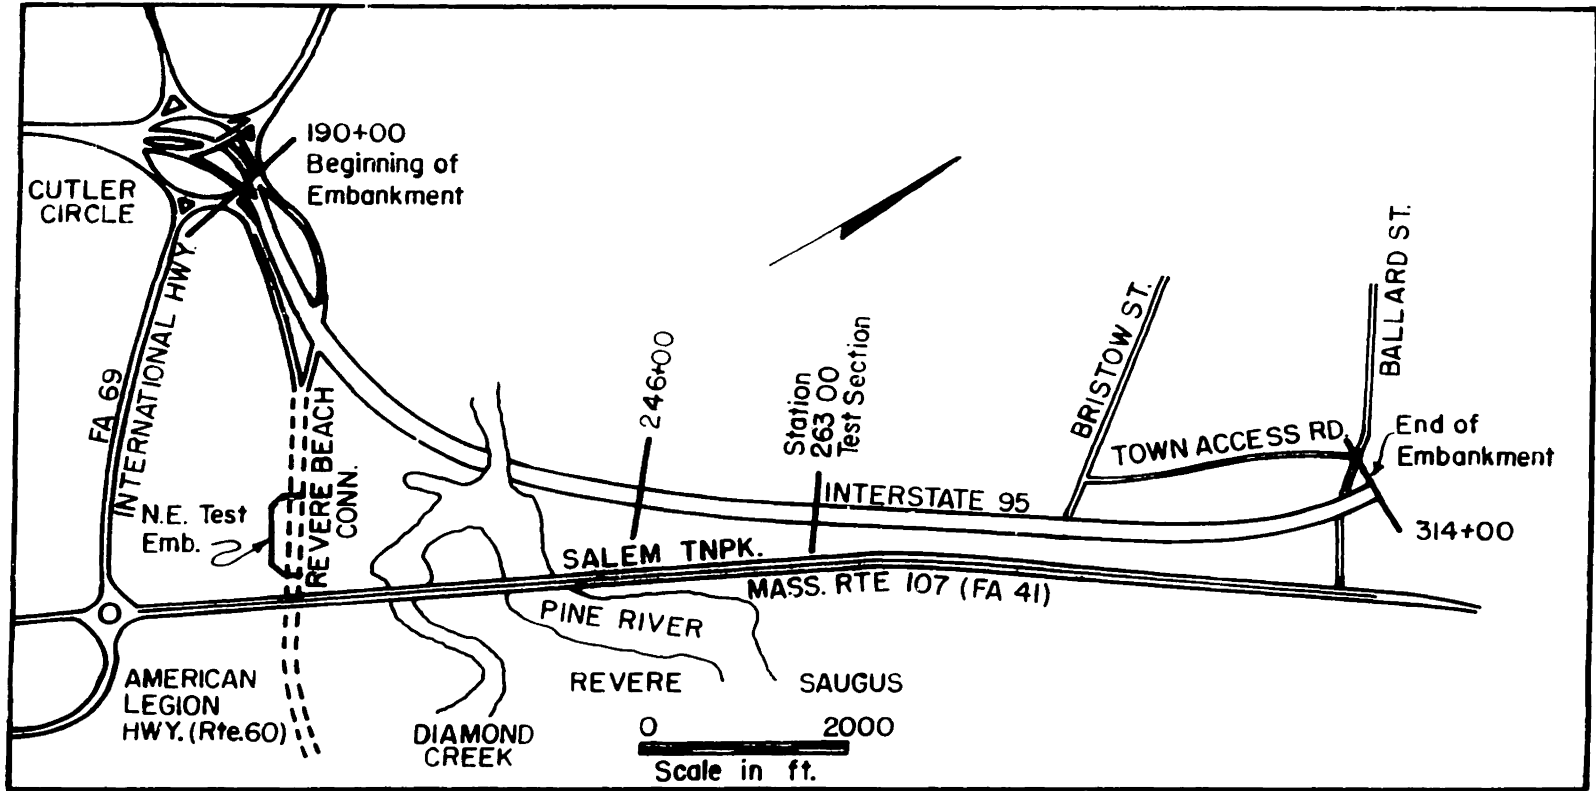 190+00
Beginning of
Embankment
CUTLER
CIRCLE
INTERNATIONAL HWY.
FA 69
REVERE BEACH
CONN.
N.E. Test
Emb.
246+00
Station
263 00
Test Section
BRISTOW ST.
BALLARD ST.
TOWN ACCESS RD.
End of
Embankment
314+00
INTERSTATE 95
SALEM TNPK.
MASS. RTE 107 (FA 41)
PINE RIVER
REVERE
SAUGUS
AMERICAN
LEGION
HWY. (Rte.60)
DIAMOND
CREEK
0 2000
Scale in ft.